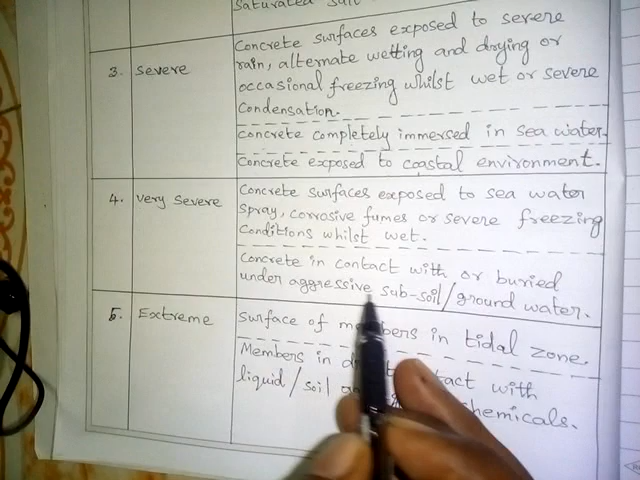 3. Severe
Concrete surfaces exposed to severe
rain, alternate wetting and drying or
occasional freezing whilst wet or severe
condensation.
Concrete completely immersed in sea water.
Concrete exposed to coastal environment.
4. Very severe
Concrete surfaces exposed to sea water
spray, corrosive fumes or severe freezing
conditions whilst wet.
Concrete in contact with or buried
under aggressive sub-soil/ground water.
5. Extreme
Surface of members in tidal zone.
Members in with
liquid/soil chemicals.